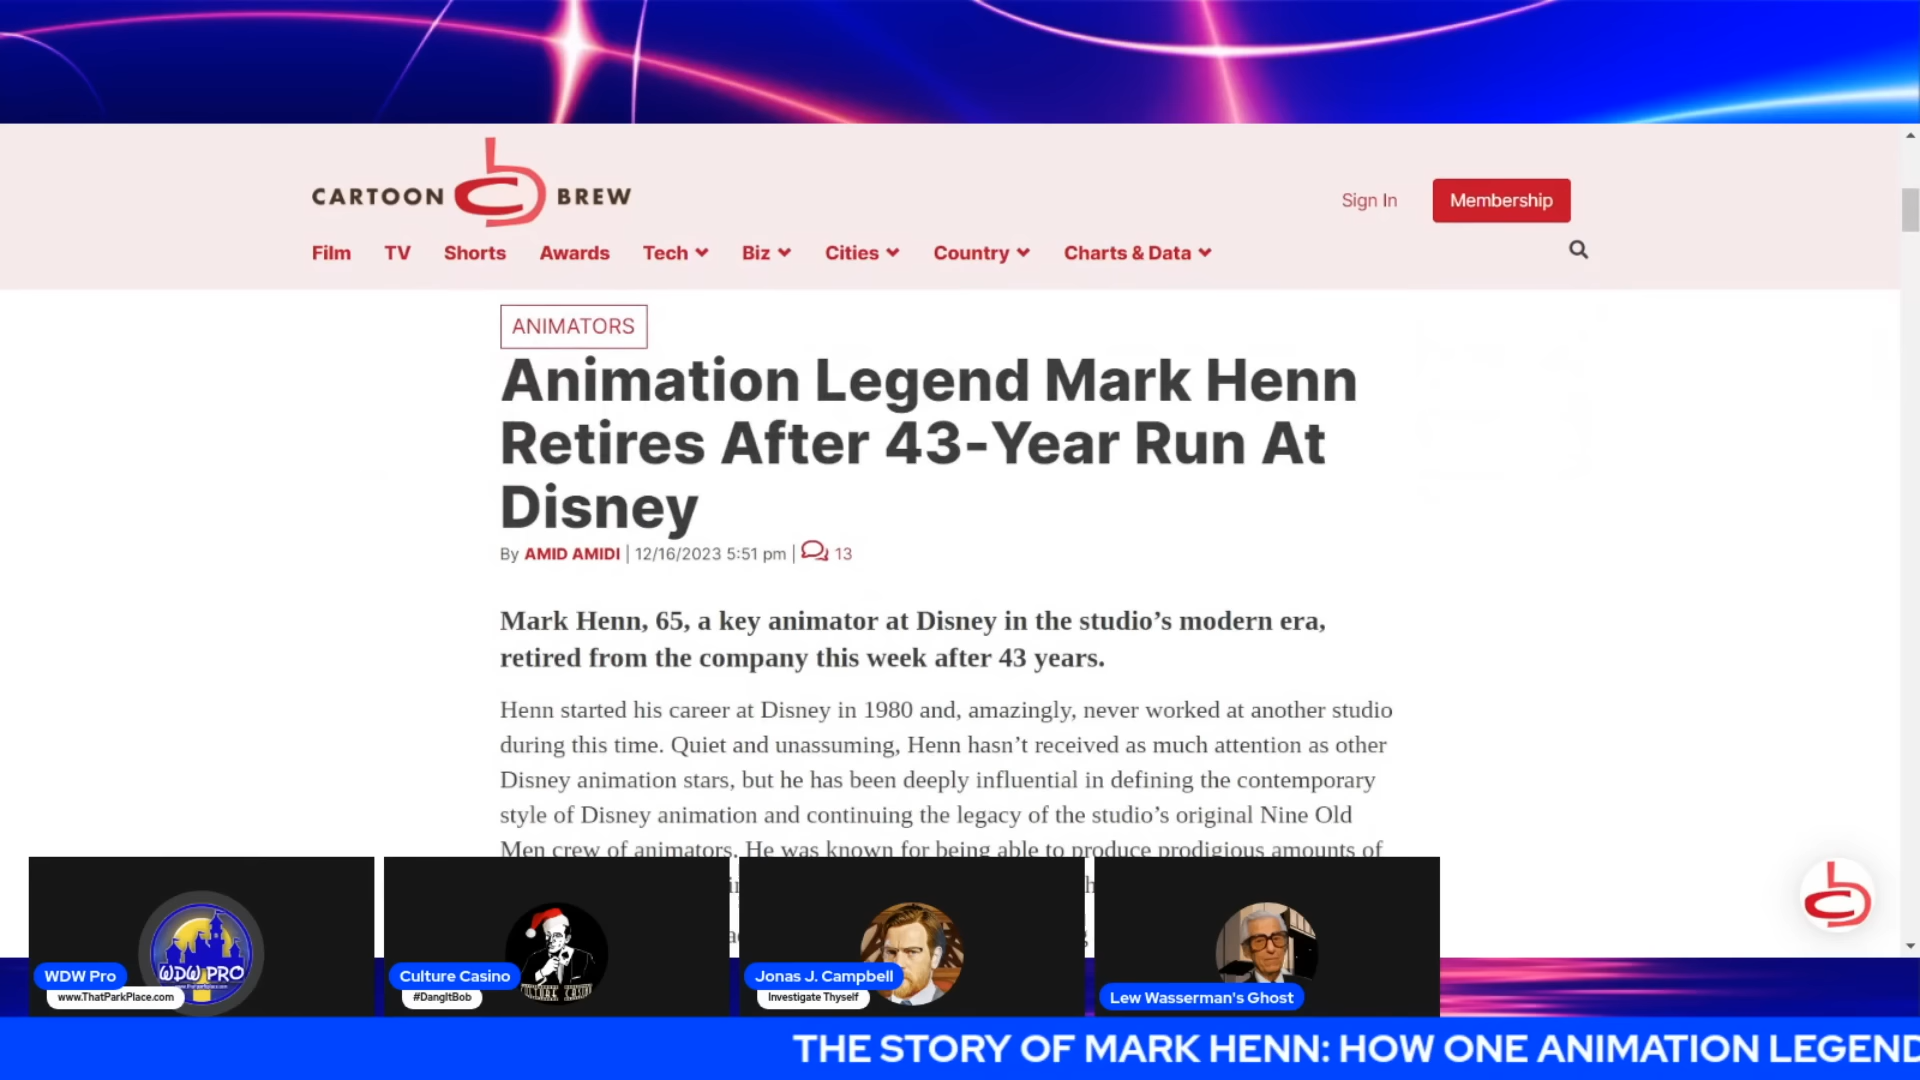 CARTOON BREW
Sign In
Membership
Film TV Shorts Awards Tech Biz Cities Country Charts & Data
ANIMATORS
Animation Legend Mark Henn
Retires After 43-Year Run At
Disney
By AMID AMIDI | 12/16/2023 5:51 pm | 13
Mark Henn, 65, a key animator at Disney in the studio’s modern era,
retired from the company this week after 43 years.
Henn started his career at Disney in 1980 and, amazingly, never worked at another studio
during this time. Quiet and unassuming, Henn hasn’t received as much attention as other
Disney animation stars, but he has been deeply influential in defining the contemporary
style of Disney animation and continuing the legacy of the studio’s original Nine Old
Men crew of animators. He was known for being able to produce prodigious amounts of
WDW PRO
WDW Pro
www.ThatParkPlace.com
CULTURE CASINO
Culture Casino
#DangItBob
Jonas J. Campbell
Investigate Thyself
Lew Wasserman's Ghost
THE STORY OF MARK HENN: HOW ONE ANIMATION LEGEND